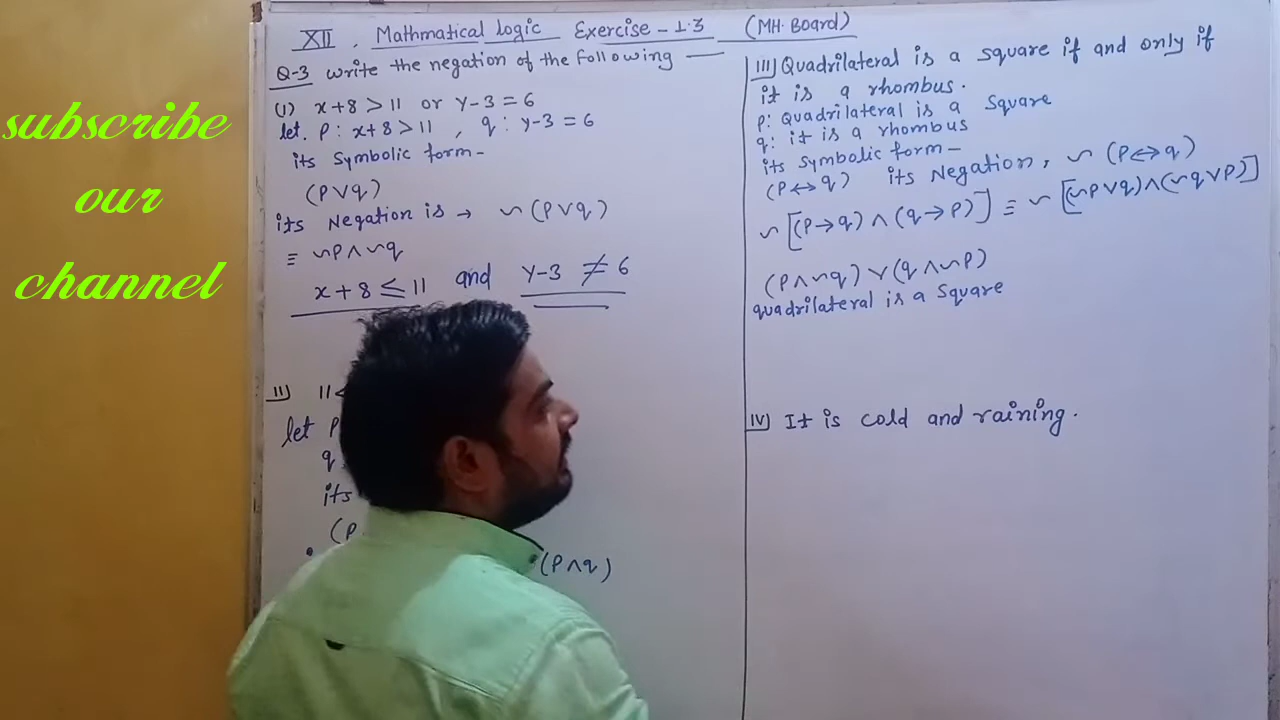 subscribe
our
channel
XII, Mathmatical logic Exercise - 1.3 (MH. Board)
Q-3 write the negation of the following —
(1) x+8 > 11 or y-3 = 6
let. p: x+8 > 11 , q: y-3 = 6
its symbolic form -
(p∨q)
its Negation is → ∽(p∨q)
≡ ∽p∧∽q
x+8 ≤ 11 and y-3 ≠ 6
II) 11<
let p
q
its
(p
(p∧q)
III) Quadrilateral is a square if and only if
it is a rhombus.
p: Quadrilateral is a square
q: it is a rhombus
its symbolic form -
(p↔q) its Negation, ∽(p↔q)
∽[(p→q)∧(q→p)] ≡ ∽[(∽p∨q)∧(∽q∨p)]
(p∧∽q)∨(q∧∽p)
quadrilateral is a square
IV) It is cold and raining.